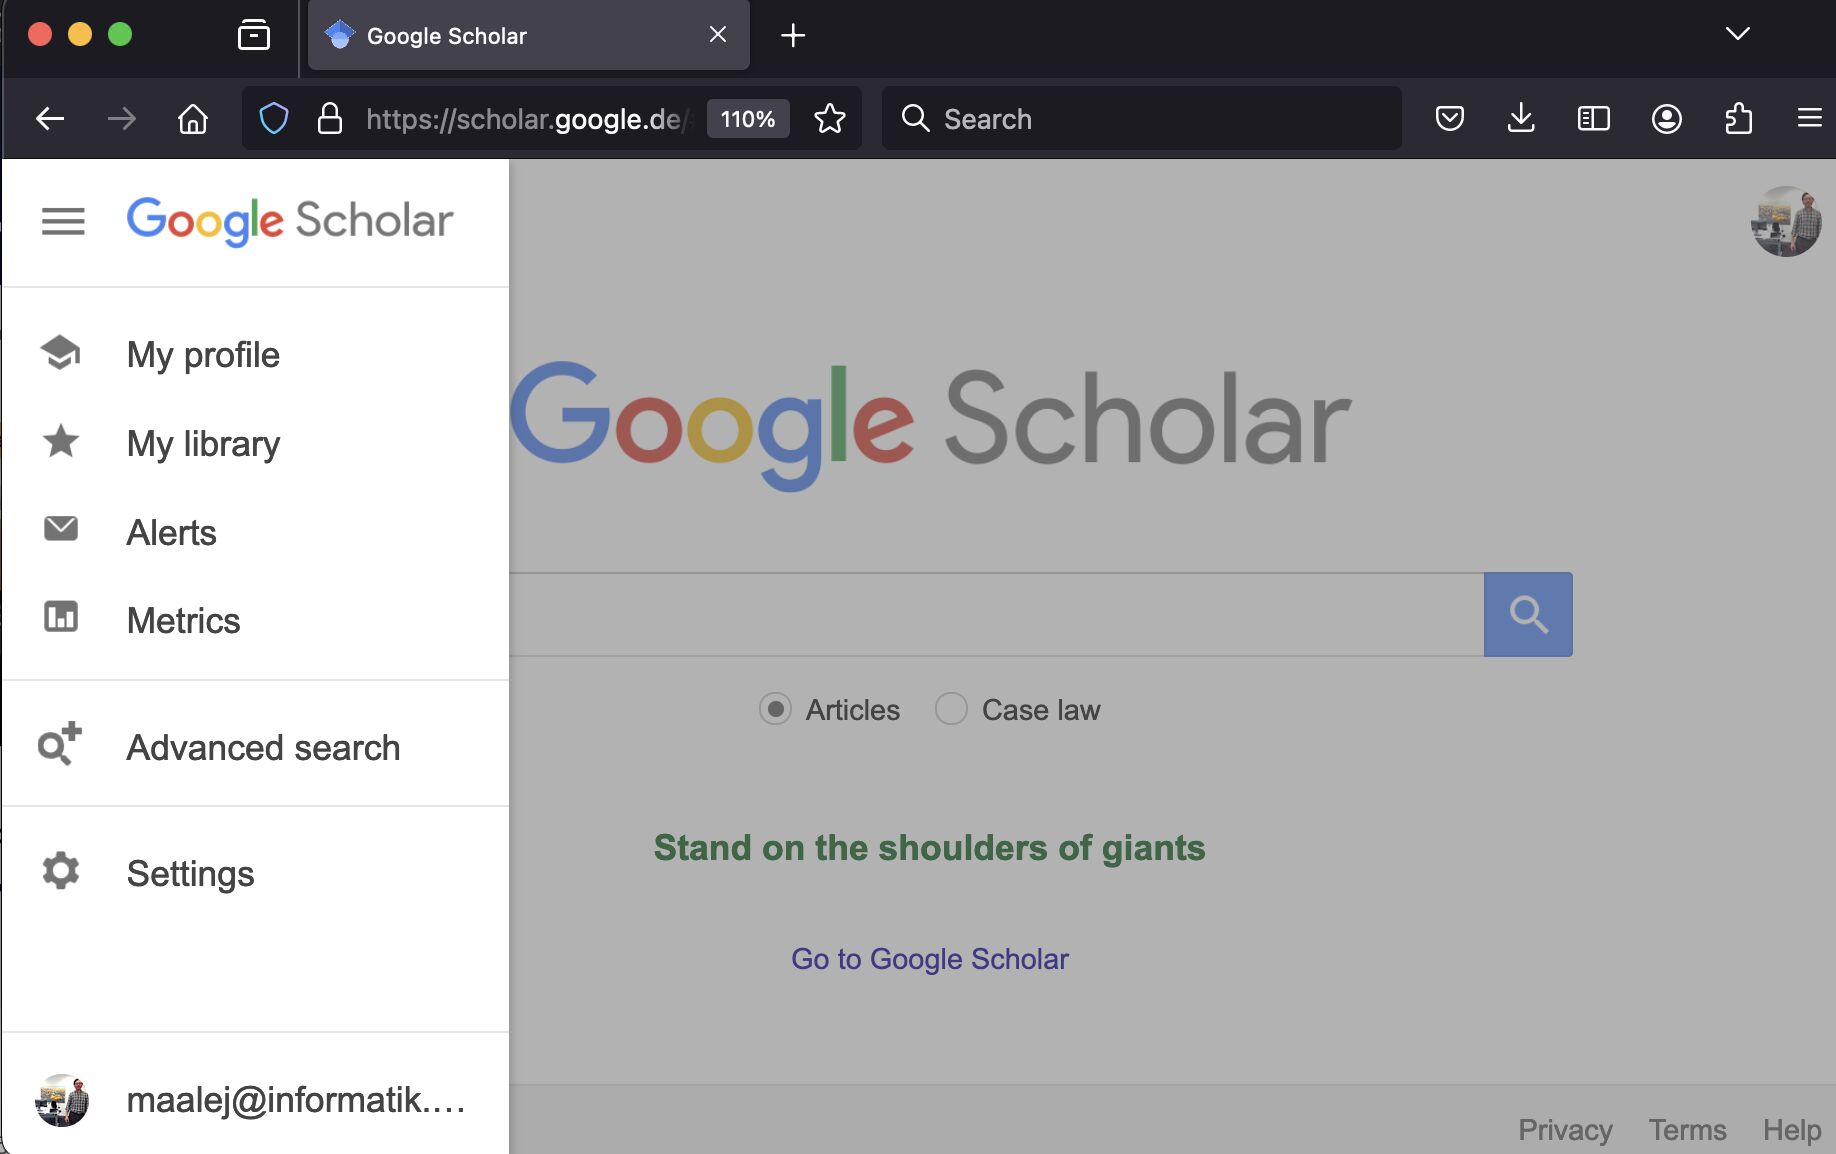 Google Scholar
https://scholar.google.de/
110%
Search
Google Scholar
My profile
My library
Alerts
Metrics
Advanced search
Settings
maalej@informatik....
Google Scholar
Articles
Case law
Stand on the shoulders of giants
Go to Google Scholar
Privacy
Terms
Help